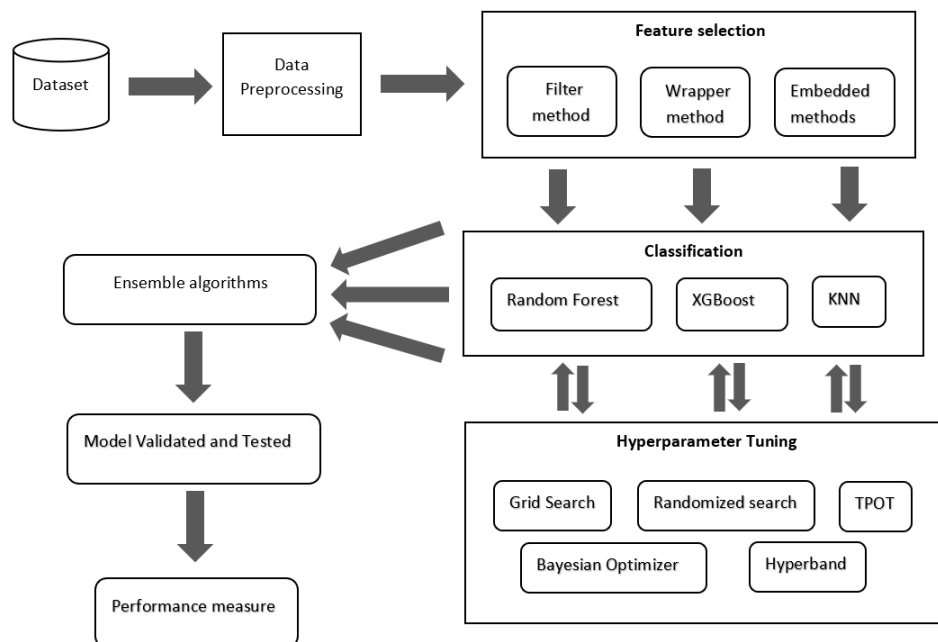 Dataset
Data
Preprocessing
Feature selection
Filter
method
Wrapper
method
Embedded
methods
Classification
Random Forest
XGBoost
KNN
Ensemble algorithms
Hyperparameter Tuning
Grid Search
Randomized search
TPOT
Bayesian Optimizer
Hyperband
Model Validated and Tested
Performance measure